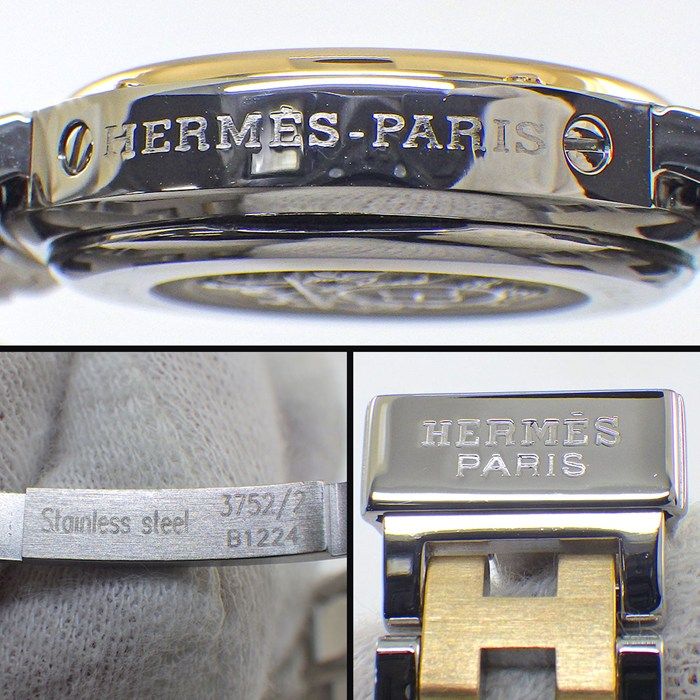 HERMÈS-PARIS
Stainless steel 3752/2
B1224
HERMÈS
PARIS